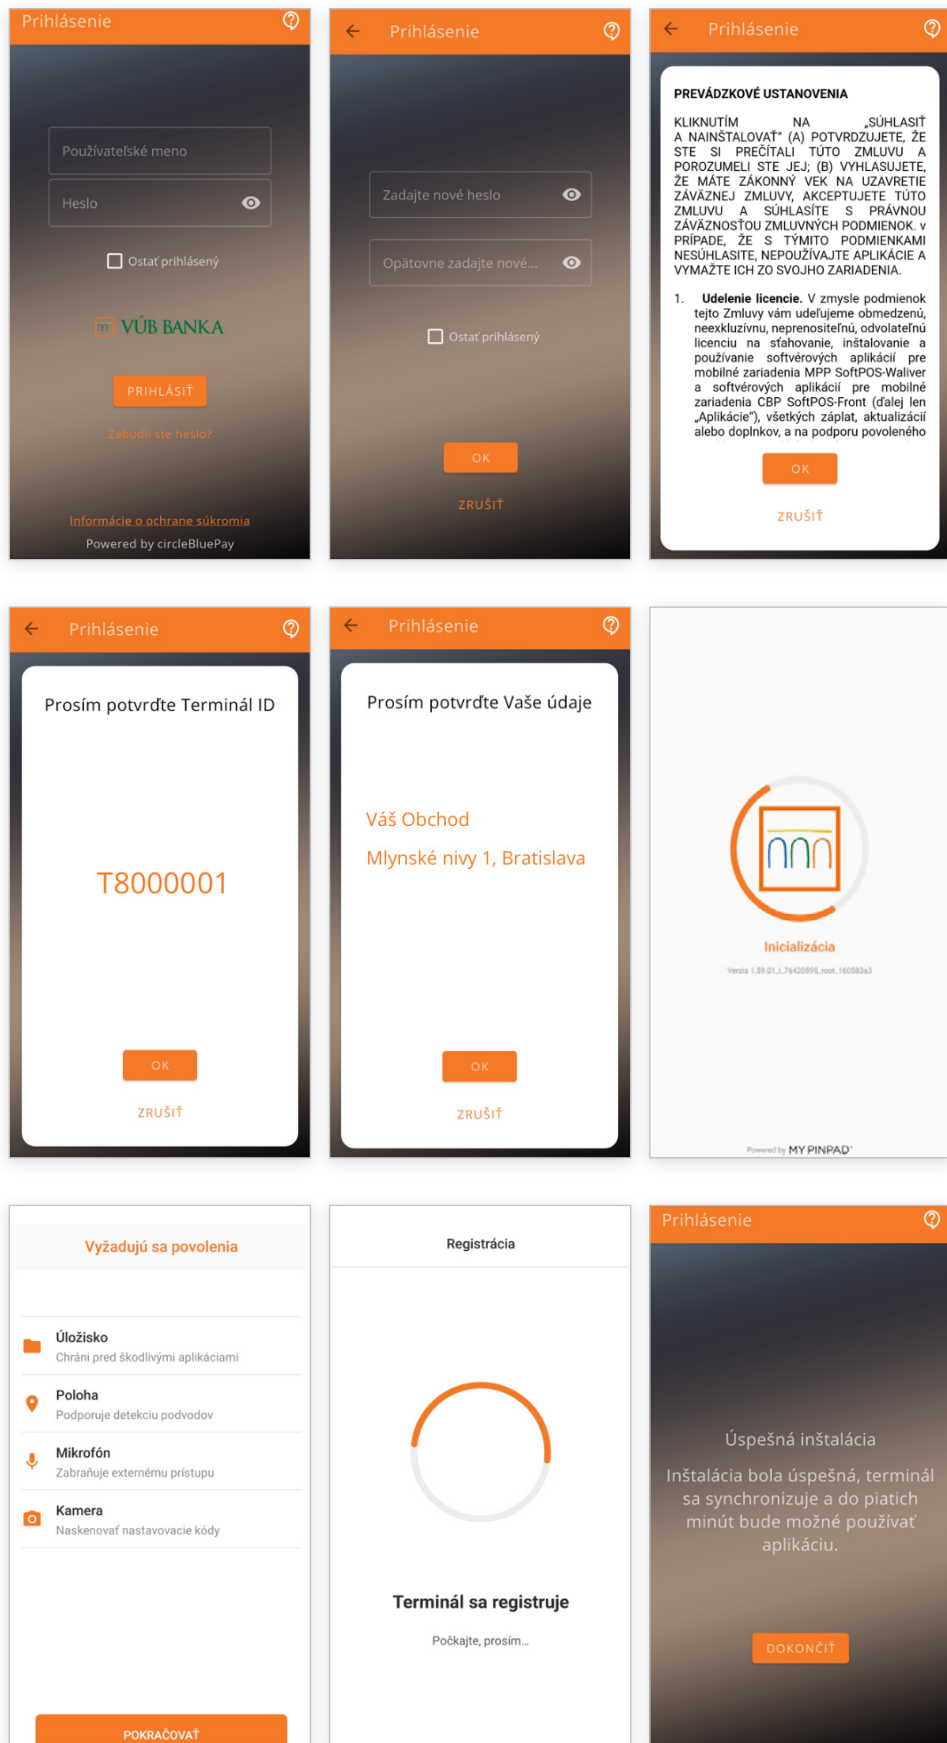 Prihlásenie
Používateľské meno
Heslo
Ostať prihlásený
VÚB BANKA
PRIHLÁSIŤ
Zabudli ste heslo?
Informácie o ochrane súkromia
Powered by circleBluePay
Prihlásenie
Zadajte nové heslo
Opätovne zadajte nové...
Ostať prihlásený
OK
ZRUŠIŤ
Prihlásenie
PREVÁDZKOVÉ USTANOVENIA
KLIKNUTÍM NA „SÚHLASIŤ
A NAINŠTALOVAŤ“ (A) POTVRDZUJETE, ŽE
STE SI PREČÍTALI TÚTO ZMLUVU A
POROZUMELI STE JEJ; (B) VYHLASUJETE,
ŽE MÁTE ZÁKONNÝ VEK NA UZAVRETIE
ZÁVÄZNEJ ZMLUVY, AKCEPTUJETE TÚTO
ZMLUVU A SÚHLASÍTE S PRÁVNOU
ZÁVÄZNOSŤOU ZMLUVNÝCH PODMIENOK. v
PRÍPADE, ŽE S TÝMITO PODMIENKAMI
NESÚHLASITE, NEPOUŽÍVAJTE APLIKÁCIE A
VYMAŽTE ICH ZO SVOJHO ZARIADENIA.
1. Udelenie licencie. V zmysle podmienok
tejto Zmluvy vám udeľujeme obmedzenú,
neexkluzívnu, neprenositeľnú, odvolateľnú
licenciu na sťahovanie, inštalovanie a
používanie softvérových aplikácií pre
mobilné zariadenia MPP SoftPOS-Waliver
a softvérových aplikácií pre mobilné
zariadenia CBP SoftPOS-Front (ďalej len
„Aplikácie“), všetkých záplat, aktualizácií
alebo doplnkov, a na podporu povoleného
OK
ZRUŠIŤ
Prihlásenie
Prosím potvrďte Terminál ID
T8000001
OK
ZRUŠIŤ
Prihlásenie
Prosím potvrďte Vaše údaje
Váš Obchod
Mlynské nivy 1, Bratislava
OK
ZRUŠIŤ
Inicializácia
Verzia 1.59.01_i_76420595_root_160583a3
Powered by MYPINPAD
Vyžadujú sa povolenia
Úložisko
Chráni pred škodlivými aplikáciami
Poloha
Podporuje detekciu podvodov
Mikrofón
Zabraňuje externému prístupu
Kamera
Naskenovať nastavovacie kódy
POKRAČOVAŤ
Registrácia
Terminál sa registruje
Počkajte, prosím...
Prihlásenie
Úspešná inštalácia
Inštalácia bola úspešná, terminál
sa synchronizuje a do piatich
minút bude možné používať
aplikáciu.
DOKONČIŤ